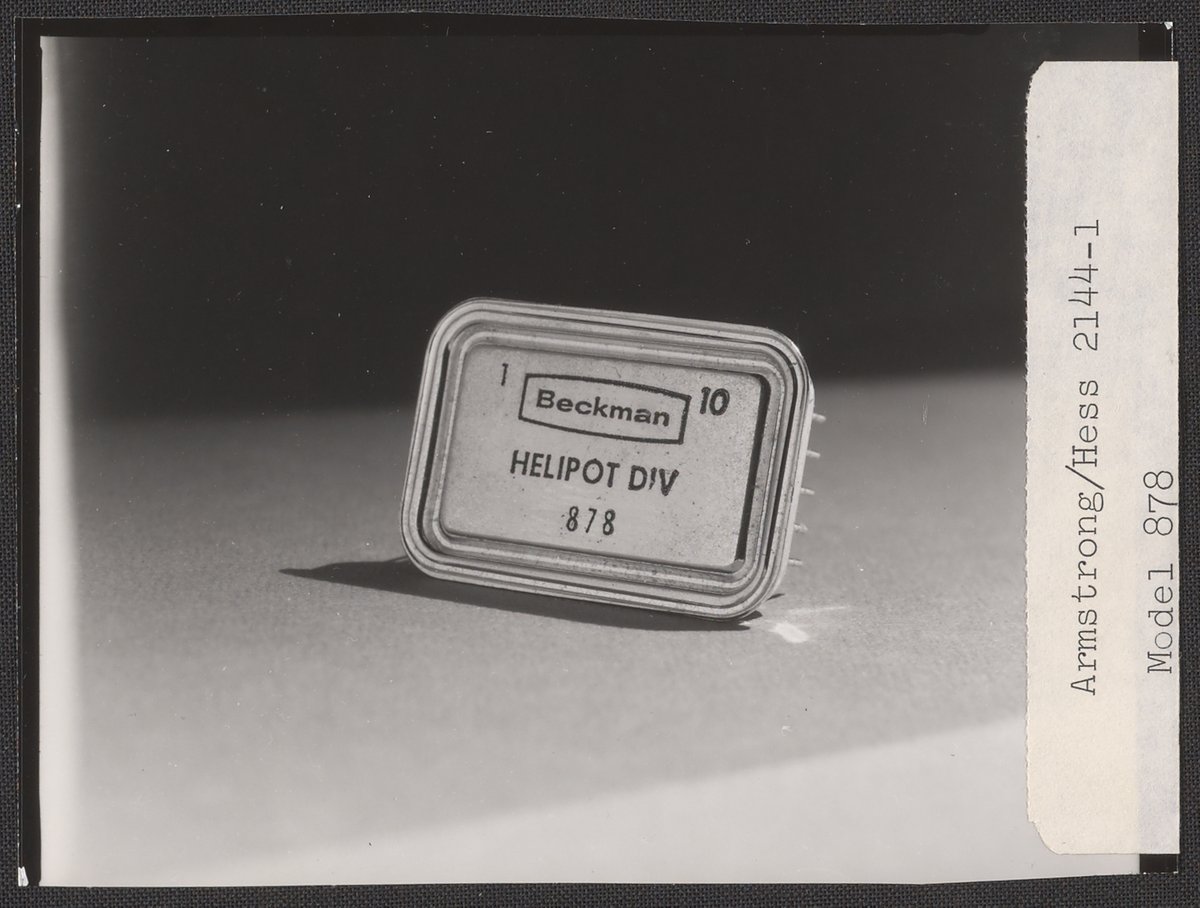 1 Beckman 10
HELIPOT DIV
878
Armstrong/Hess 2144-1
Model 878